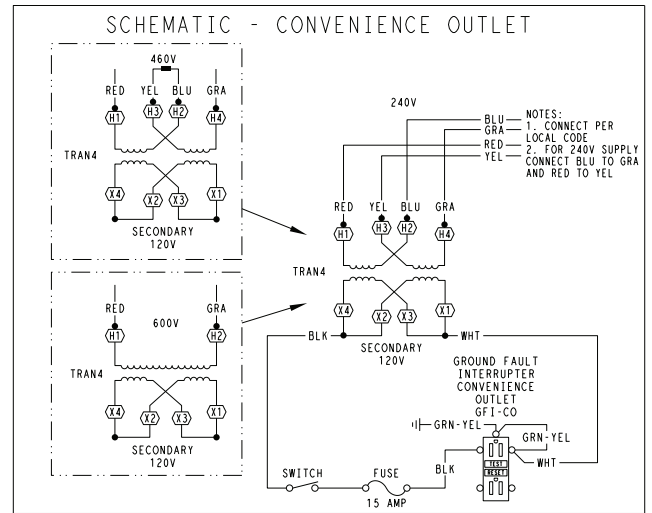 SCHEMATIC - CONVENIENCE OUTLET
460V
RED YEL BLU GRA
H1 H3 H2 H4
TRAN4
X4 X2 X3 X1
SECONDARY
120V
600V
RED GRA
H1 H2
TRAN4
X4 X2 X3 X1
SECONDARY
120V
240V
BLU
GRA
RED
YEL
NOTES:
1. CONNECT PER
LOCAL CODE
2. FOR 240V SUPPLY
CONNECT BLU TO GRA
AND RED TO YEL
RED YEL BLU GRA
H1 H3 H2 H4
TRAN4
X4 X2 X3 X1
BLK WHT
SECONDARY
120V
GROUND FAULT
INTERRUPTER
CONVENIENCE
OUTLET
GFI-CO
GRN-YEL
GRN-YEL
WHT
BLK
TEST
RESET
SWITCH
FUSE
15 AMP